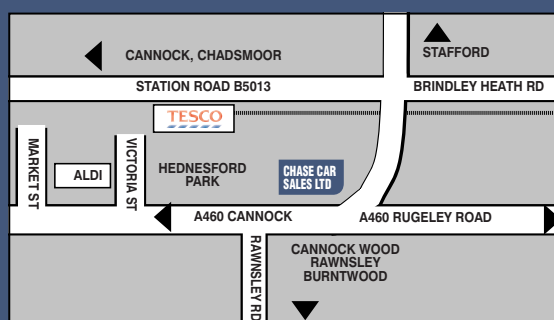 CANNOCK, CHADSMOOR
STAFFORD
STATION ROAD B5013
BRINDLEY HEATH RD
TESCO
MARKET ST
ALDI
VICTORIA ST
HEDNESFORD
PARK
CHASE CAR
SALES LTD
A460 CANNOCK
A460 RUGELEY ROAD
RAWNSLEY RD
CANNOCK WOOD
RAWNSLEY
BURNTWOOD